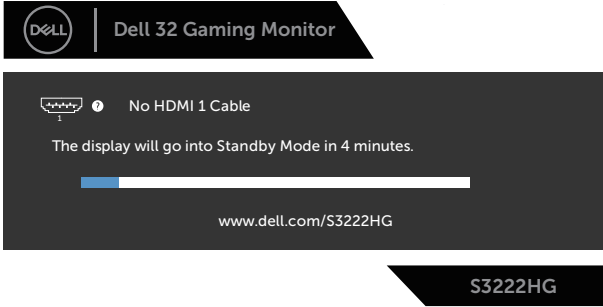 DELL
Dell 32 Gaming Monitor
? No HDMI 1 Cable
1
The display will go into Standby Mode in 4 minutes.
www.dell.com/S3222HG
S3222HG